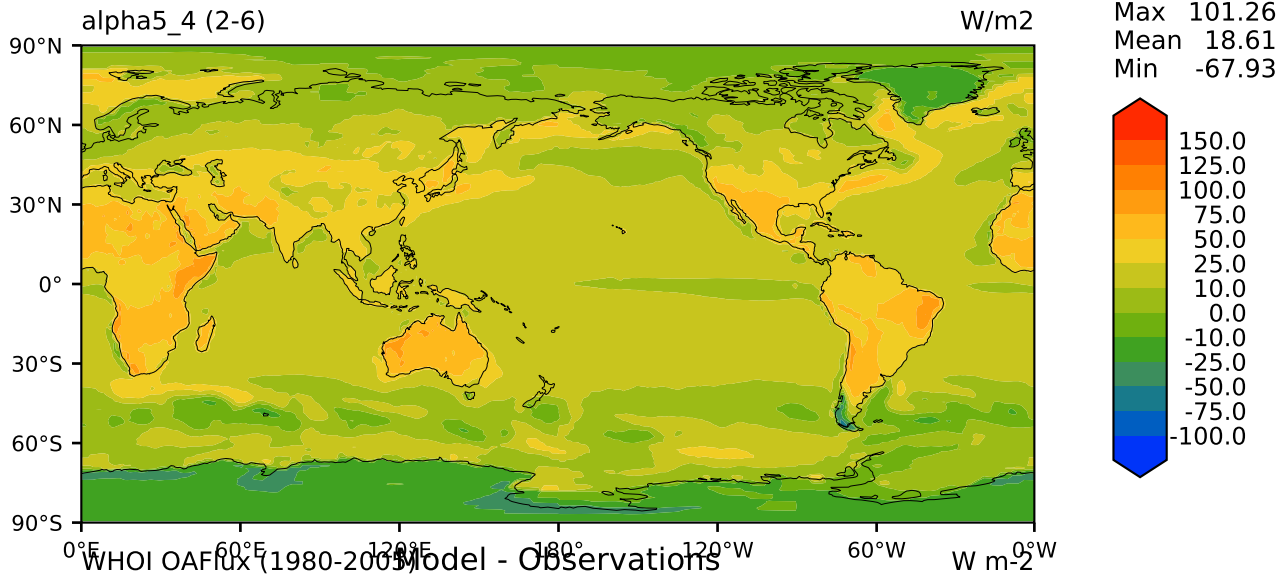 alpha5_4 (2-6) W/m2
Max 101.26
Mean 18.61
Min -67.93
90°N
60°N
30°N
0°
30°S
60°S
90°S
0°E 60°E 120°E 180° 120°W 60°W 0°W
WHOI OAFlux (1980-2005) Model - Observations W m-2
150.0
125.0
100.0
75.0
50.0
25.0
10.0
0.0
-10.0
-25.0
-50.0
-75.0
-100.0